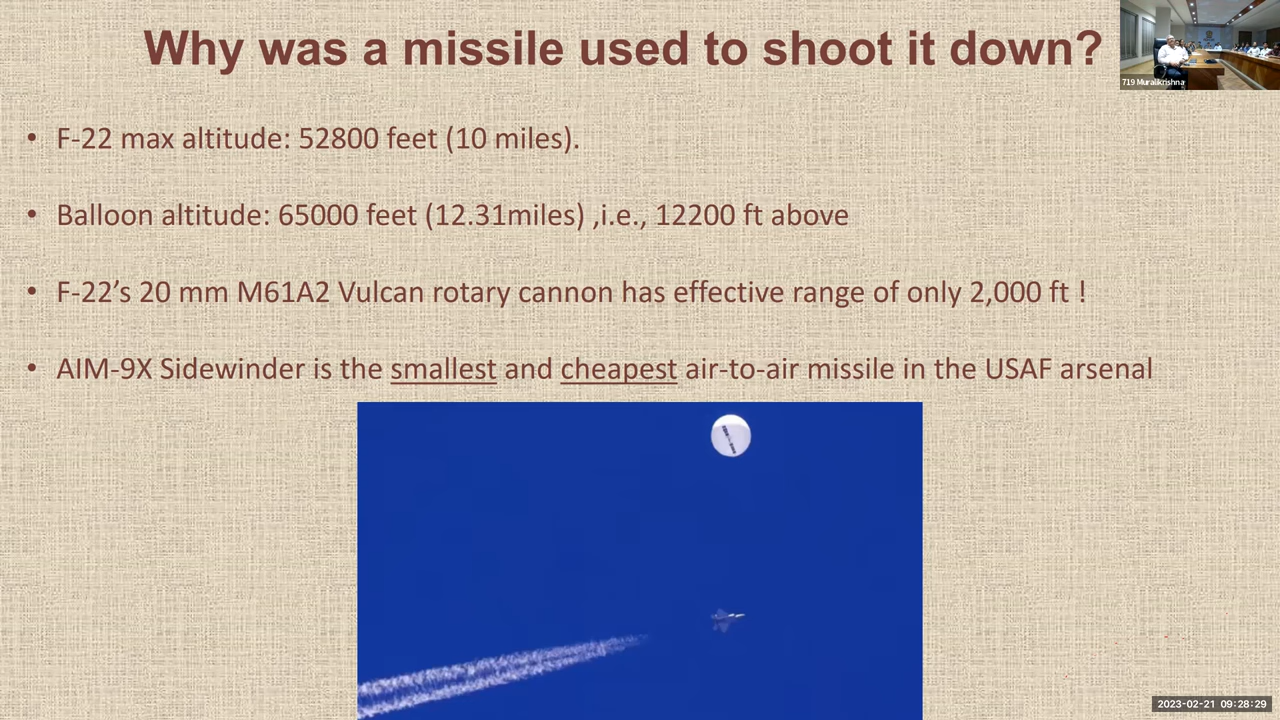 Why was a missile used to shoot it down?
719 Muralikrishna
• F-22 max altitude: 52800 feet (10 miles).
• Balloon altitude: 65000 feet (12.31miles) ,i.e., 12200 ft above
• F-22’s 20 mm M61A2 Vulcan rotary cannon has effective range of only 2,000 ft !
• AIM-9X Sidewinder is the smallest and cheapest air-to-air missile in the USAF arsenal
2023-02-21 09:28:29